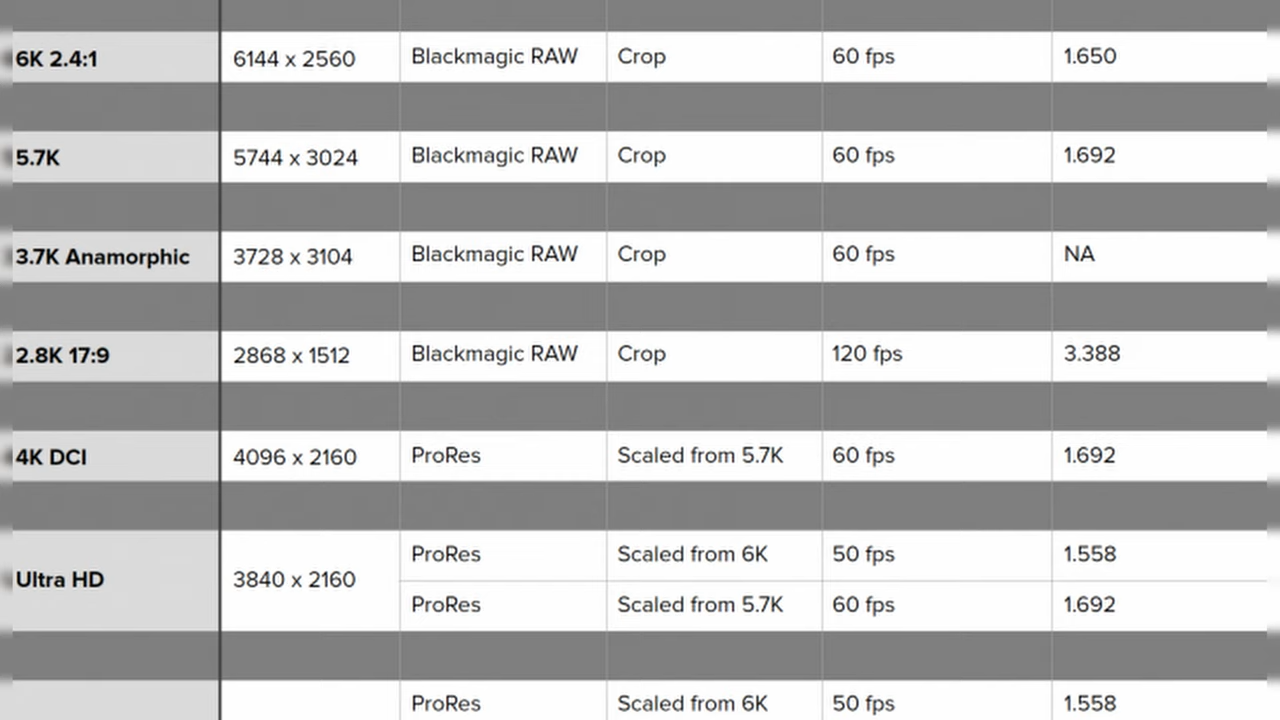 6K 2.4:1 6144 x 2560 Blackmagic RAW Crop 60 fps 1.650
5.7K 5744 x 3024 Blackmagic RAW Crop 60 fps 1.692
3.7K Anamorphic 3728 x 3104 Blackmagic RAW Crop 60 fps NA
2.8K 17:9 2868 x 1512 Blackmagic RAW Crop 120 fps 3.388
4K DCI 4096 x 2160 ProRes Scaled from 5.7K 60 fps 1.692
Ultra HD 3840 x 2160 ProRes Scaled from 6K 50 fps 1.558
ProRes Scaled from 5.7K 60 fps 1.692
ProRes Scaled from 6K 50 fps 1.558